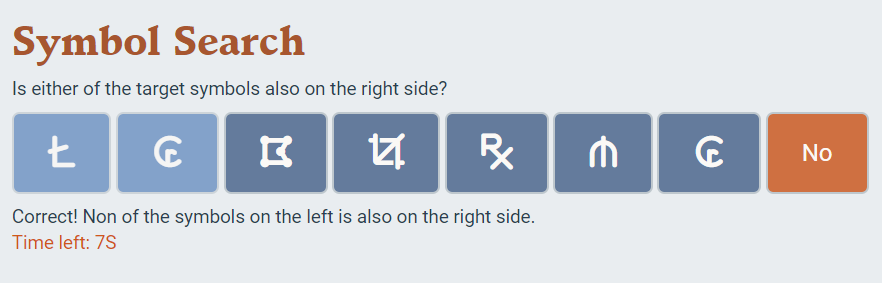 Symbol Search
Is either of the target symbols also on the right side?
Ł ₢ ℞ ₼ ₢ No
Correct! Non of the symbols on the left is also on the right side.
Time left: 7S